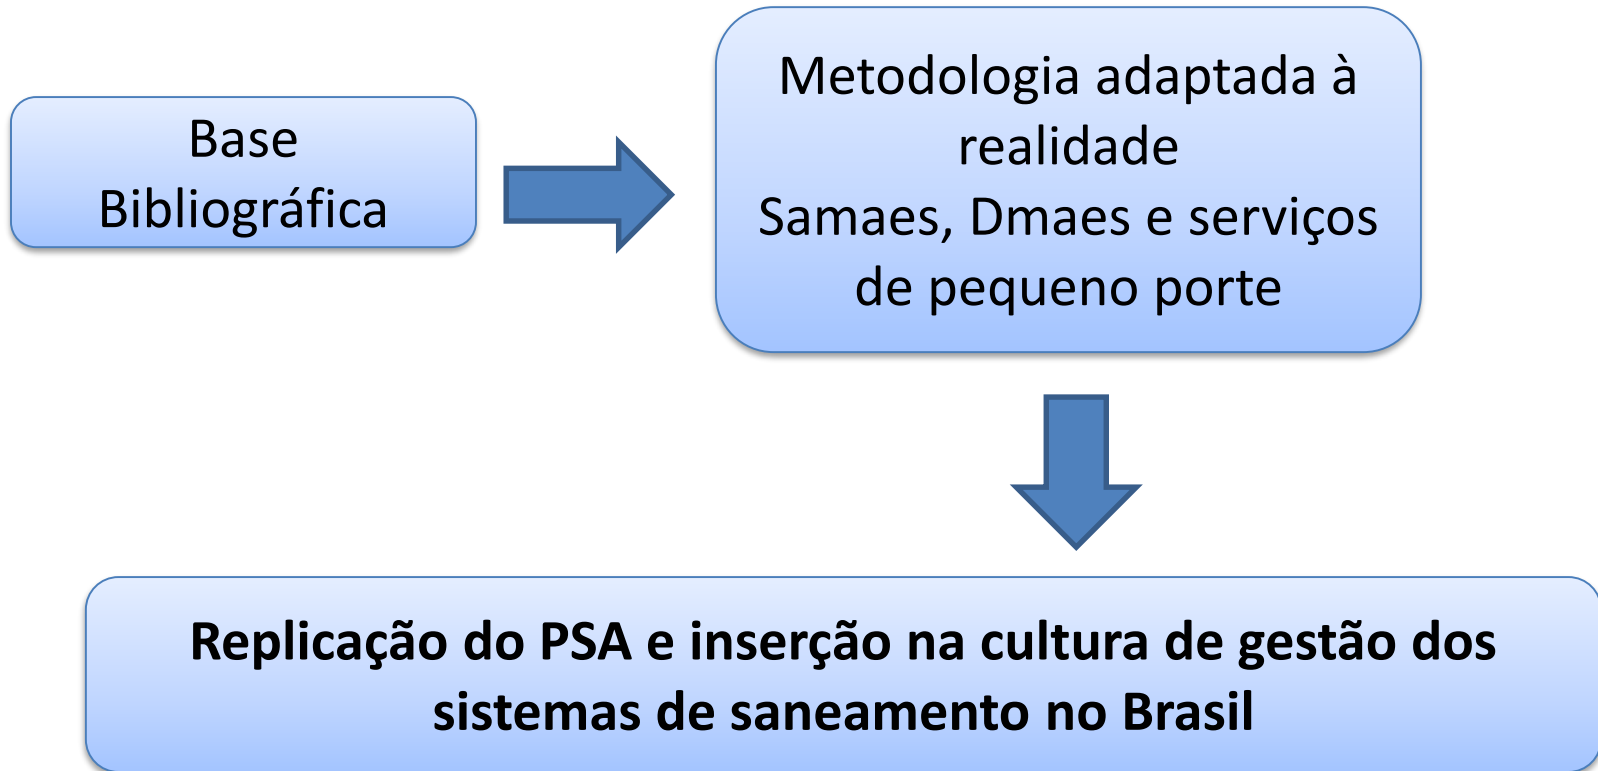 Base
Bibliográfica
Metodologia adaptada à
realidade
Samaes, Dmaes e serviços
de pequeno porte
Replicação do PSA e inserção na cultura de gestão dos
sistemas de saneamento no Brasil